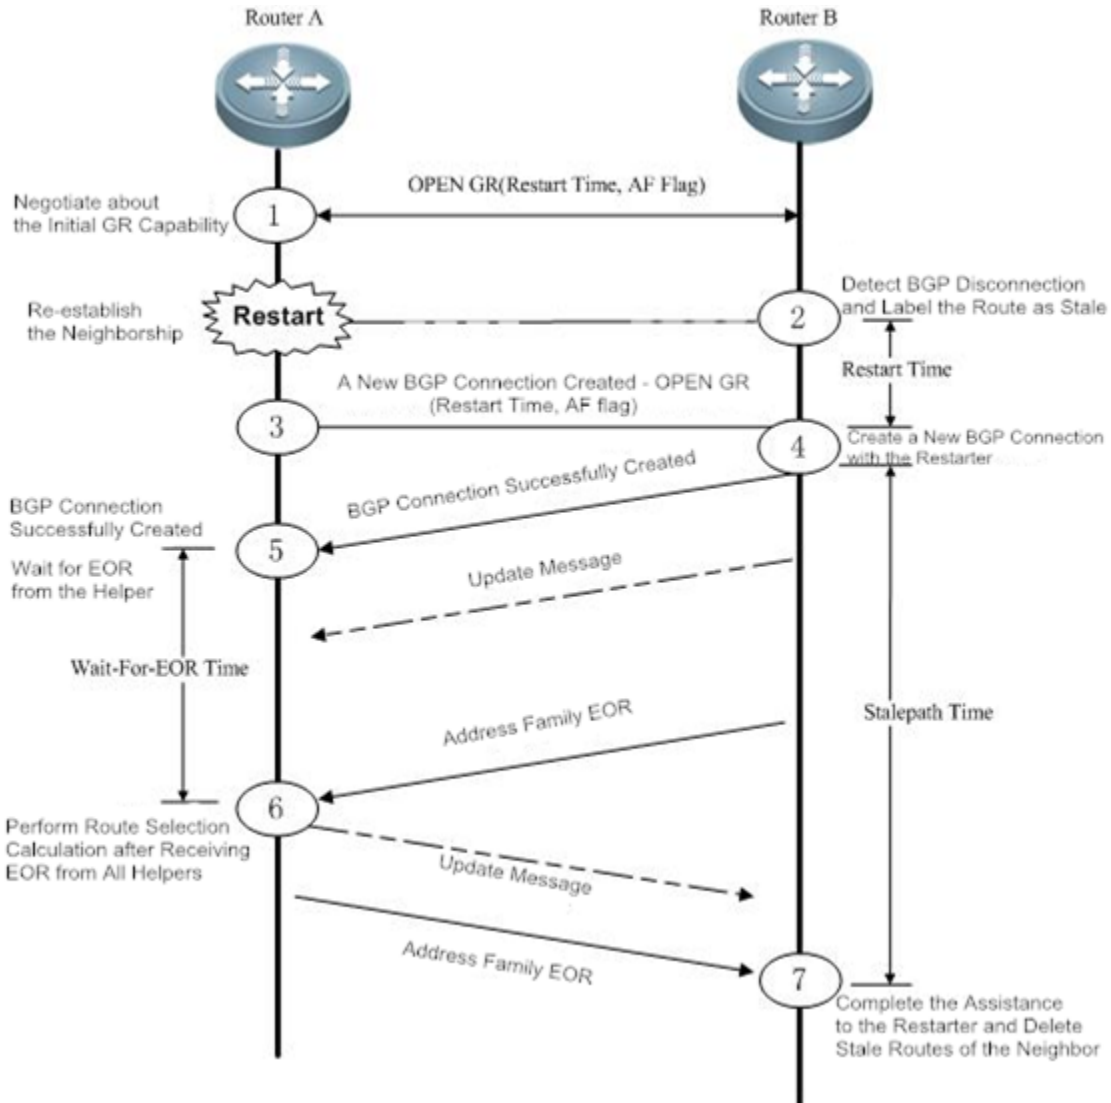 Router A
Router B
OPEN GR(Restart Time, AF Flag)
Negotiate about
the Initial GR Capability
1
Detect BGP Disconnection
and Label the Route as Stale
Re-establish
the Neighborship
Restart
2
Restart Time
A New BGP Connection Created - OPEN GR
(Restart Time, AF flag)
3
4
Create a New BGP Connection
with the Restarter
BGP Connection Successfully Created
BGP Connection
Successfully Created
5
Wait for EOR
from the Helper
Update Message
Wait-For-EOR Time
Stalepath Time
Address Family EOR
6
Perform Route Selection
Calculation after Receiving
EOR from All Helpers
Update Message
Address Family EOR
7
Complete the Assistance
to the Restarter and Delete
Stale Routes of the Neighbor